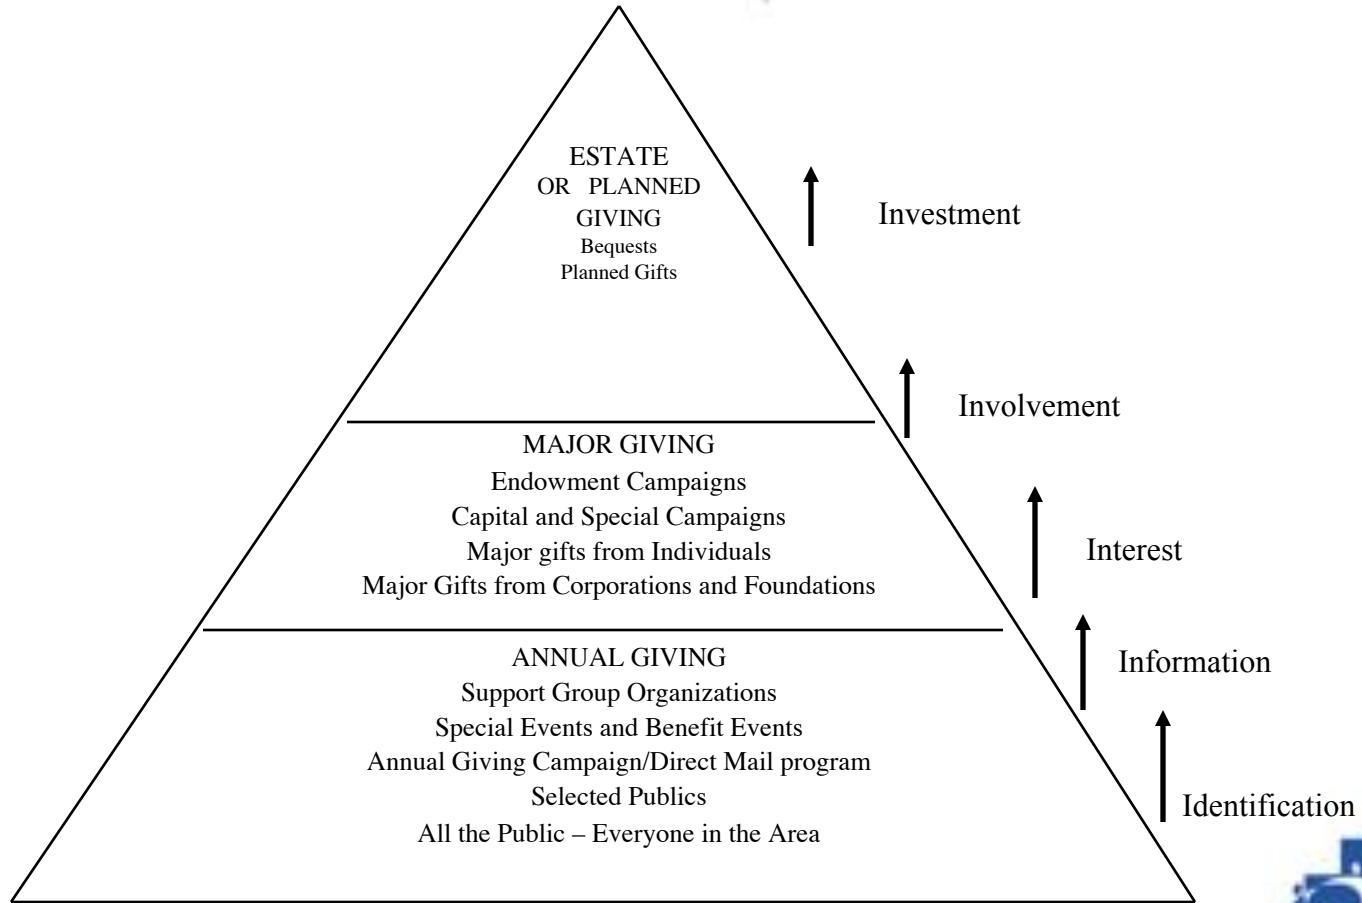 ESTATE
OR PLANNED
GIVING
Bequests
Planned Gifts
Investment
Involvement
MAJOR GIVING
Endowment Campaigns
Capital and Special Campaigns
Major gifts from Individuals
Major Gifts from Corporations and Foundations
Interest
ANNUAL GIVING
Support Group Organizations
Special Events and Benefit Events
Annual Giving Campaign/Direct Mail program
Selected Publics
All the Public – Everyone in the Area
Information
Identification